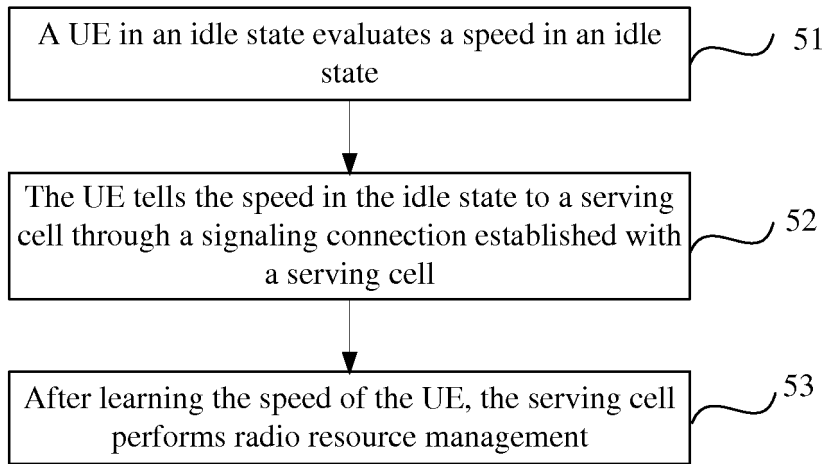 A UE in an idle state evaluates a speed in an idle
state
51
The UE tells the speed in the idle state to a serving
cell through a signaling connection established with
a serving cell
52
After learning the speed of the UE, the serving cell
performs radio resource management
53